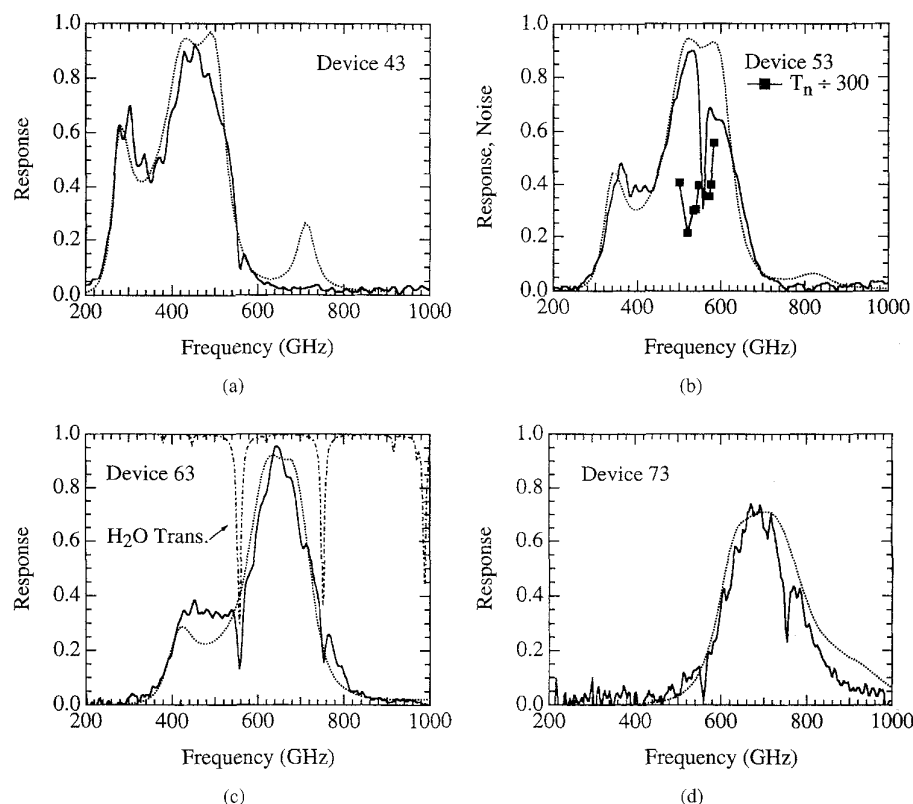 Device 43
Response
1.0
0.8
0.6
0.4
0.2
0.0
200 400 600 800 1000
Frequency (GHz)
(a)
Device 53
Tn ÷ 300
Response, Noise
1.0
0.8
0.6
0.4
0.2
0.0
200 400 600 800 1000
Frequency (GHz)
(b)
Device 63
H2O Trans.
Response
1.0
0.8
0.6
0.4
0.2
0.0
200 400 600 800 1000
Frequency (GHz)
(c)
Device 73
Response
1.0
0.8
0.6
0.4
0.2
0.0
200 400 600 800 1000
Frequency (GHz)
(d)